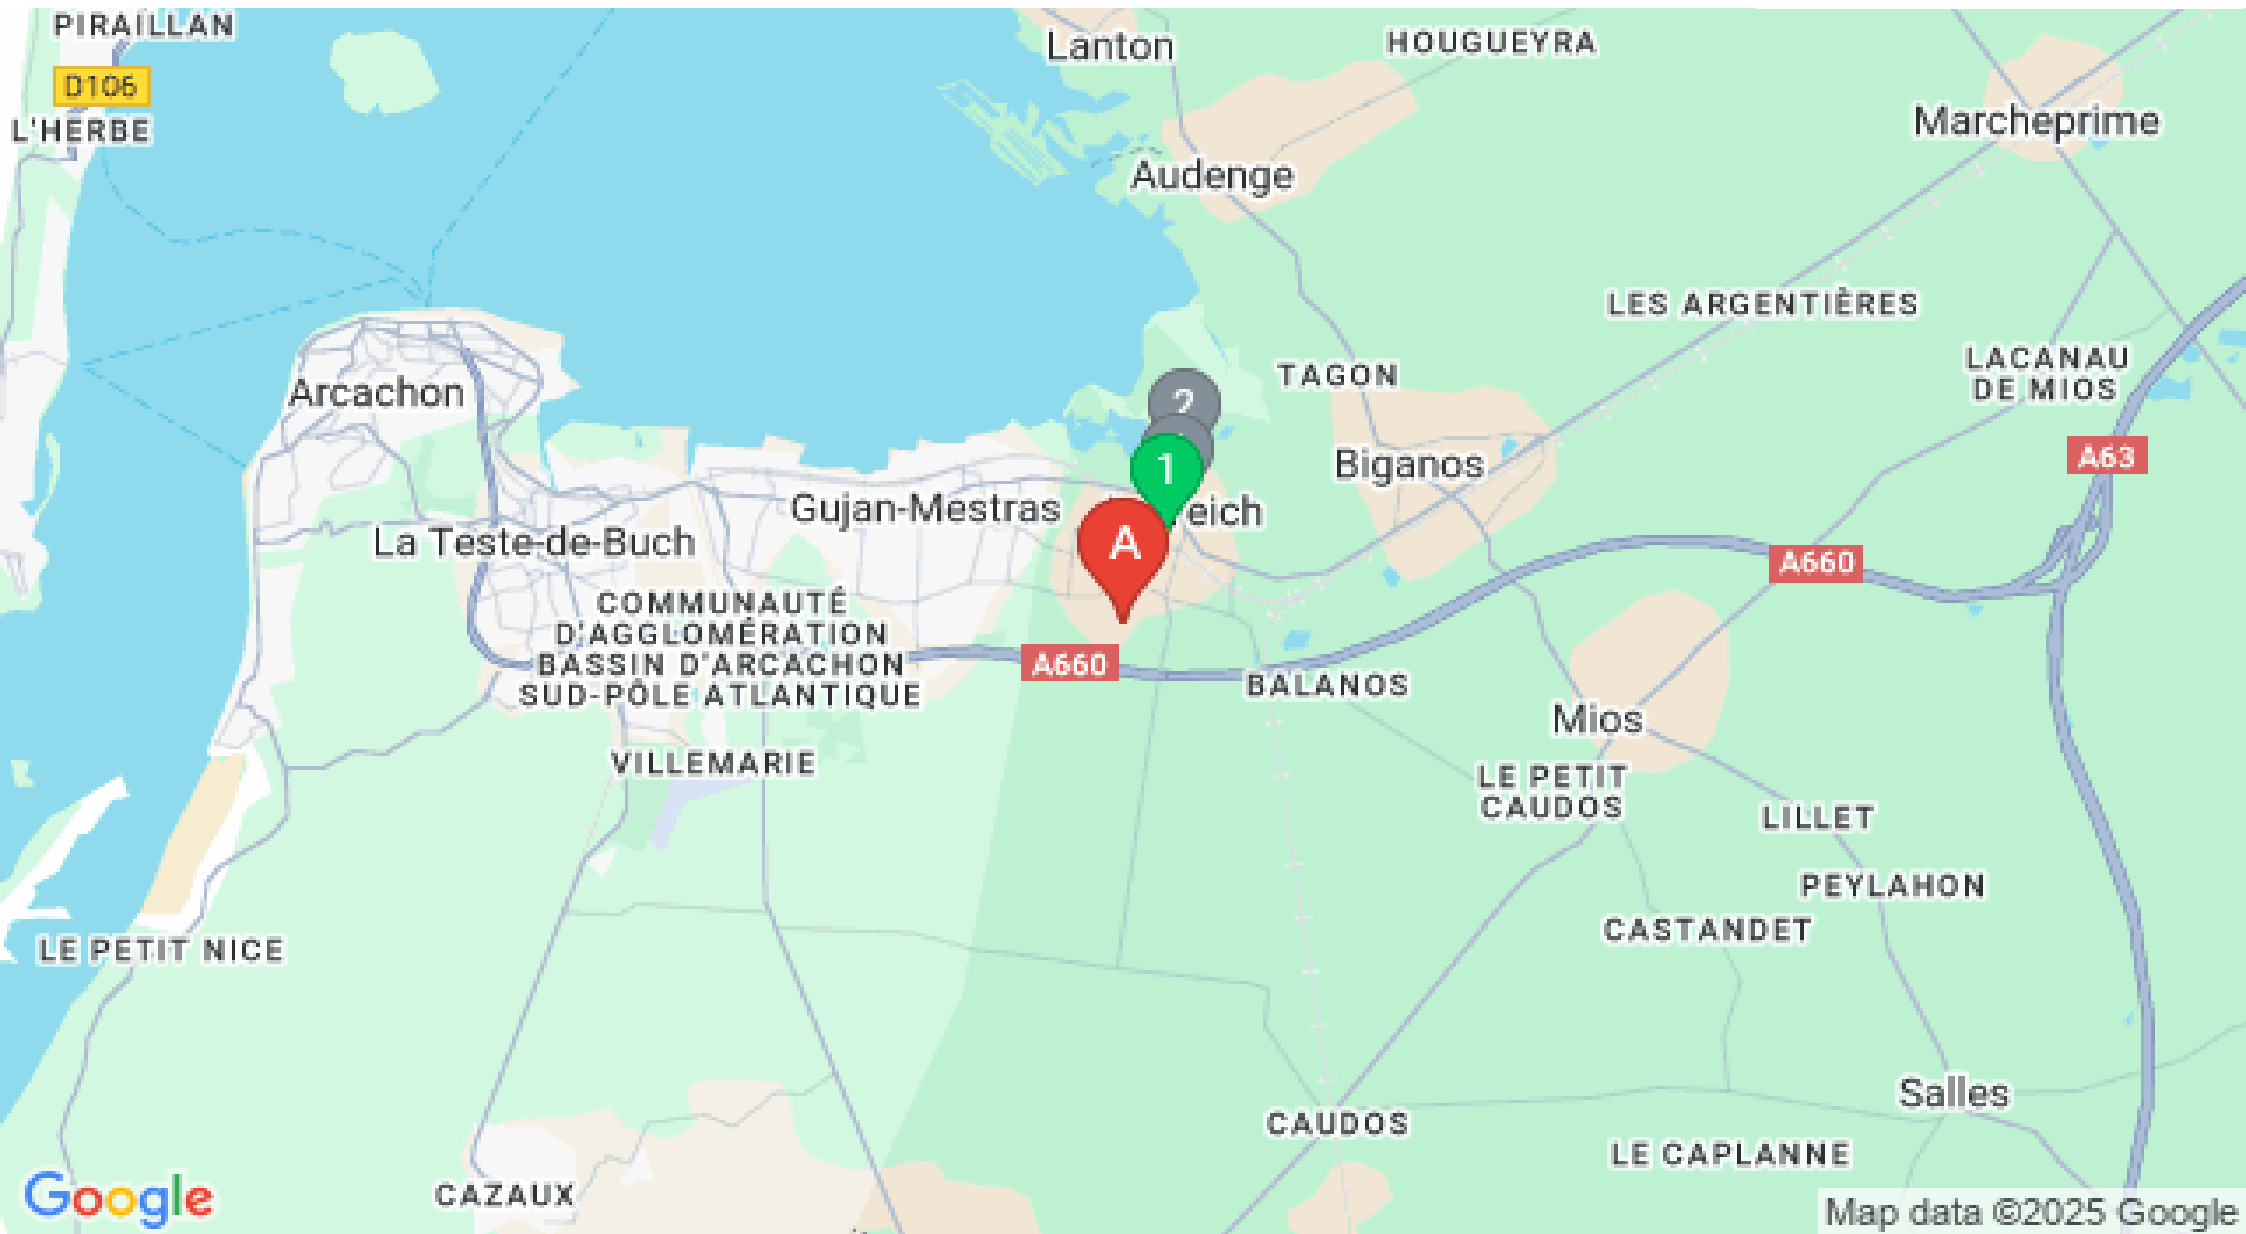 PIRAILLAN
Lanton
HOUGUEYRA
D106
L'HERBE
Marcheprime
Audenge
LES ARGENTIÈRES
TAGON
LACANAU
DE MIOS
Arcachon
2
1
Biganos
A63
Gujan-Mestras
eich
A
La Teste-de-Buch
A660
COMMUNAUTÉ
D'AGGLOMÉRATION
BASSIN D'ARCACHON
SUD-PÔLE ATLANTIQUE
A660
BALANOS
Mios
VILLEMARIE
LE PETIT
CAUDOS
LILLET
PEYLAHON
CASTANDET
LE PETIT NICE
Salles
CAUDOS
LE CAPLANNE
CAZAUX
Google
Map data ©2025 Google